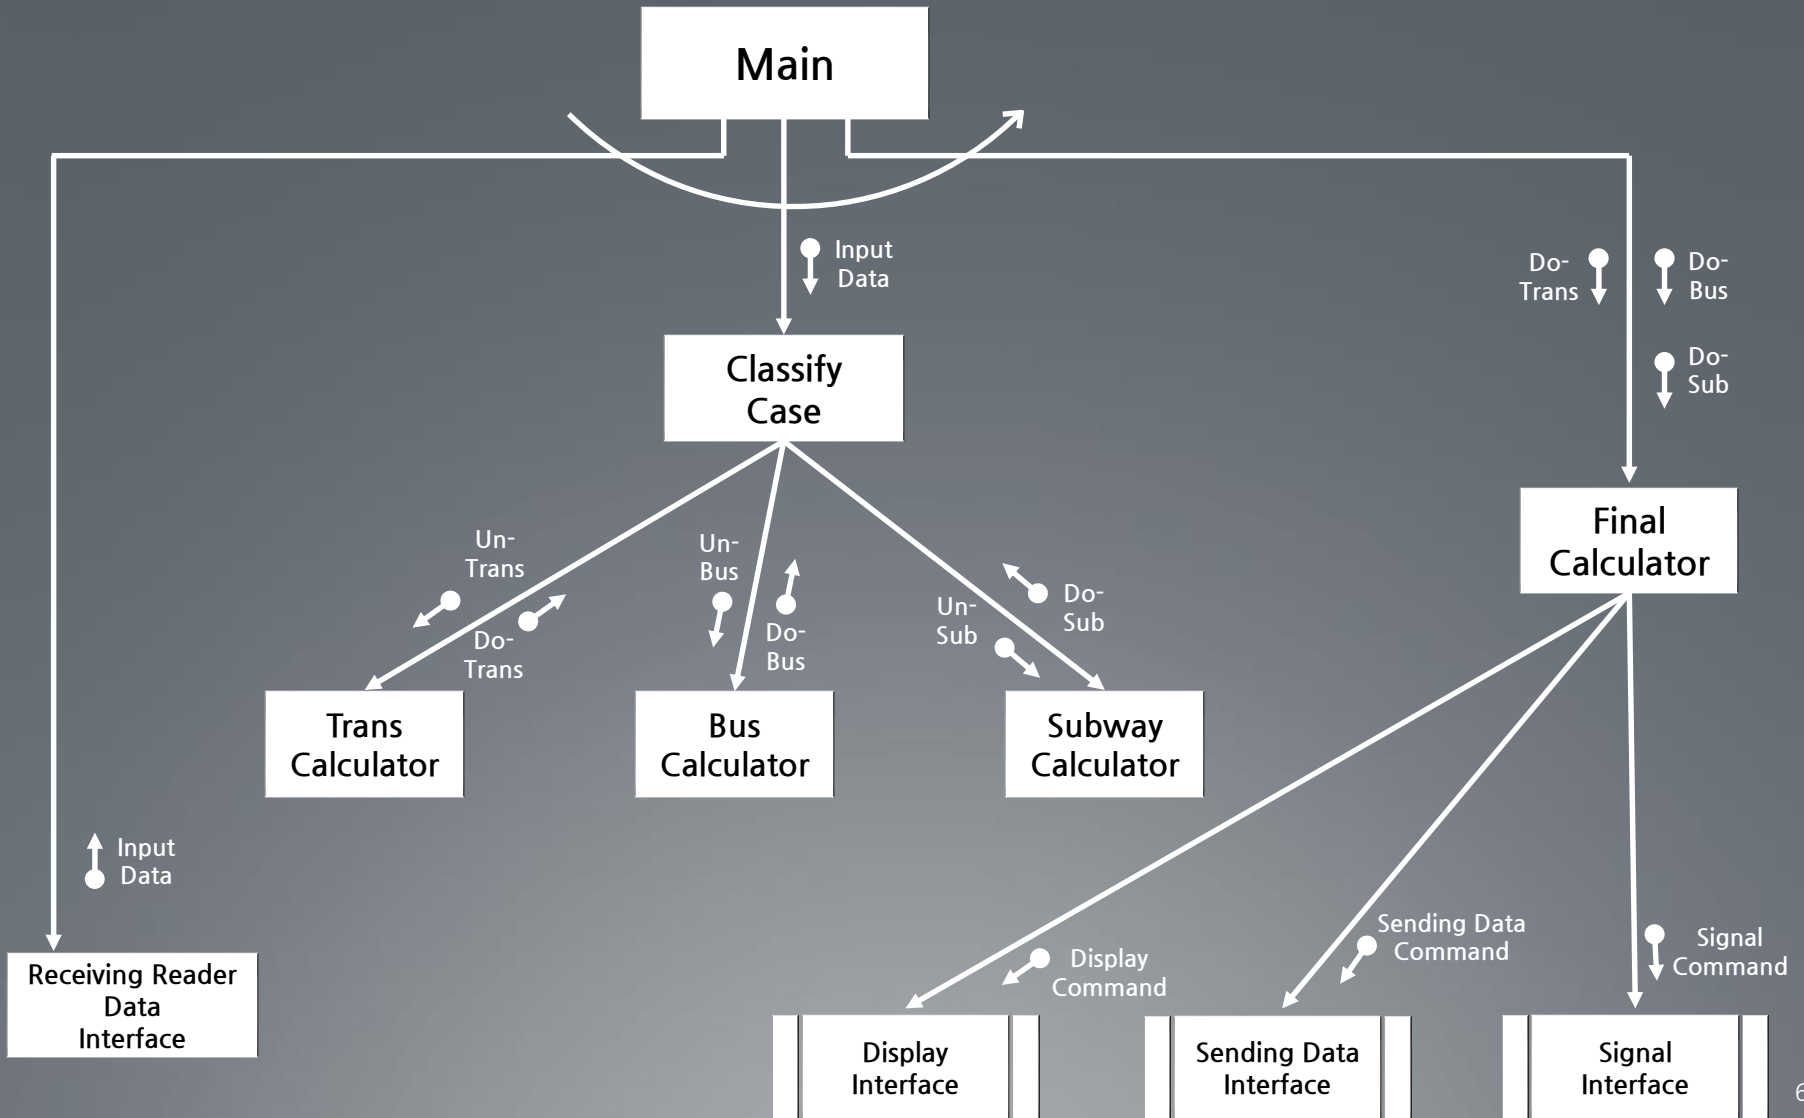 Main
Input
Data
Do-
Trans
Do-
Bus
Do-
Sub
Classify
Case
Final
Calculator
Un-
Trans
Do-
Trans
Un-
Bus
Do-
Bus
Un-
Sub
Do-
Sub
Trans
Calculator
Bus
Calculator
Subway
Calculator
Input
Data
Receiving Reader
Data
Interface
Display
Command
Sending Data
Command
Signal
Command
Display
Interface
Sending Data
Interface
Signal
Interface
6